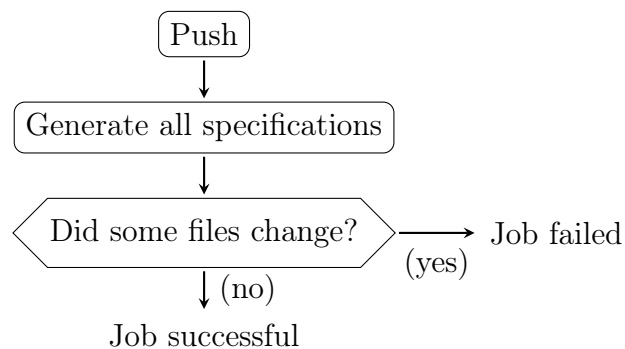 Push
Generate all specifications
Did some files change?
Job failed
(yes)
(no)
Job successful